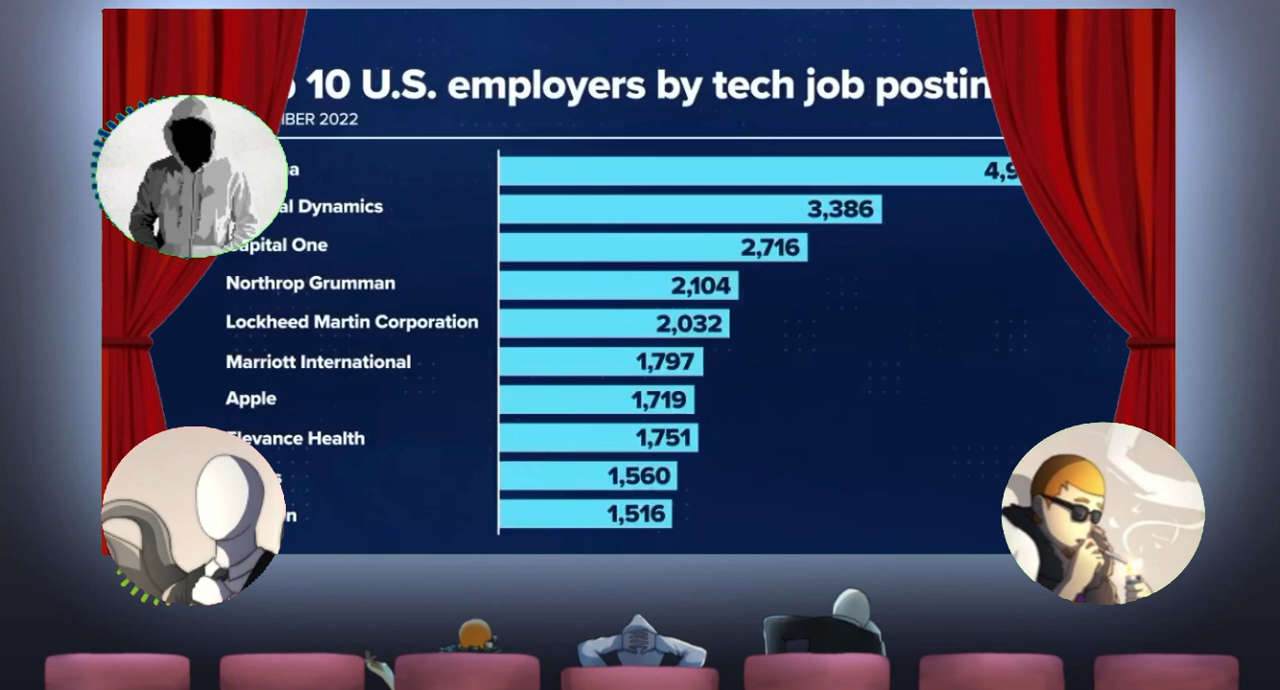 10 U.S. employers by tech job postin
BER 2022
a 4,9
al Dynamics 3,386
apital One 2,716
Northrop Grumman 2,104
Lockheed Martin Corporation 2,032
Marriott International 1,797
Apple 1,719
Elevance Health 1,751
s 1,560
n 1,516